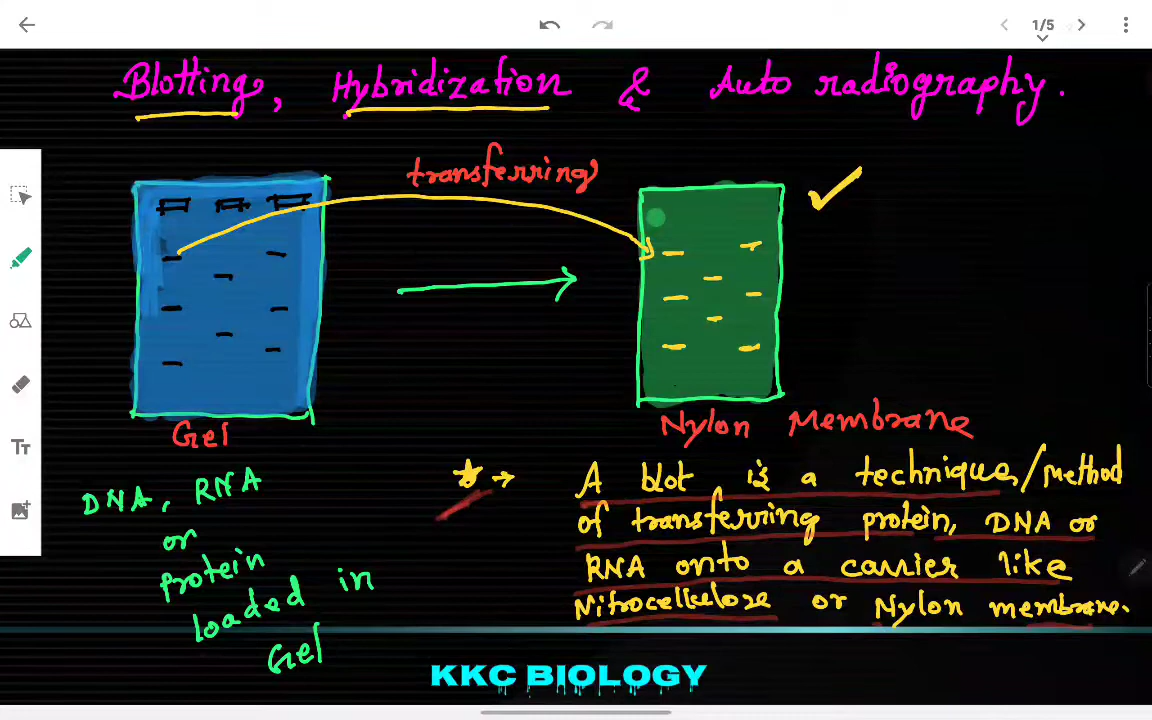 1/5
Blotting, Hybridization & Auto radiography.
transferring
Gel
Nylon Membrane
DNA, RNA
or
protein
loaded in
Gel
A blot is a technique/method
of transferring protein, DNA or
RNA onto a carrier like
Nitrocellulose or Nylon membrane.
KKC BIOLOGY
Tт